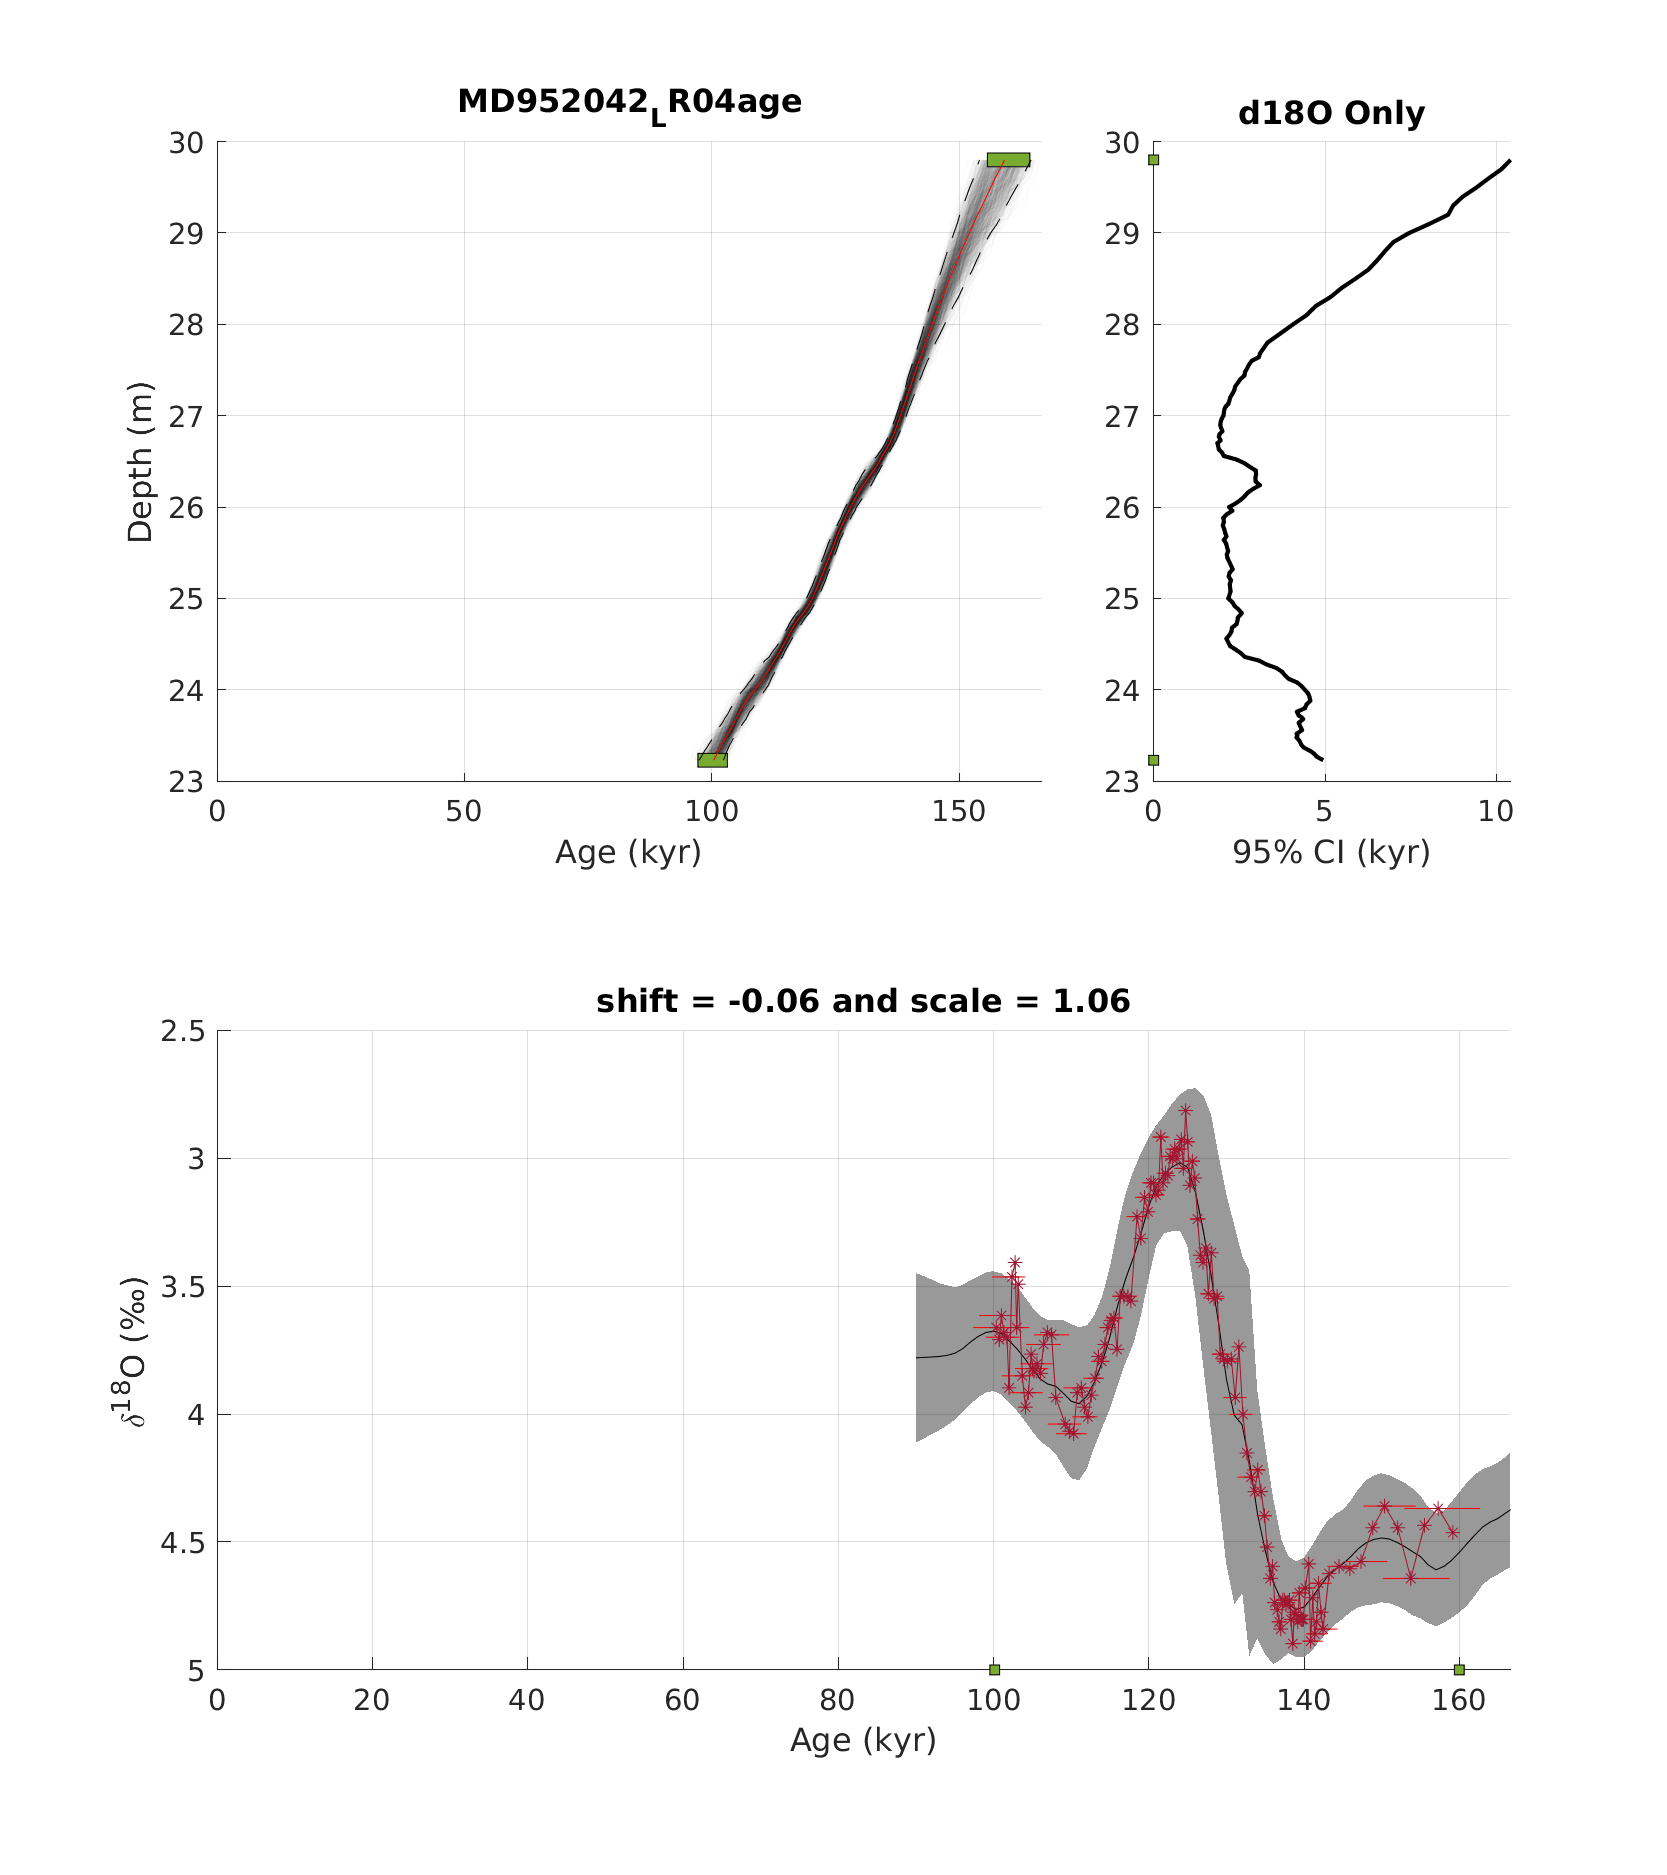 MD952042_LR04age
30
29
28
27
26
25
24
23
Depth (m)
0 50 100 150
Age (kyr)
d18O Only
30
29
28
27
26
25
24
23
0 5 10
95% CI (kyr)
shift = -0.06 and scale = 1.06
2.5
3
3.5
4
4.5
5
δ18O (‰)
0 20 40 60 80 100 120 140 160
Age (kyr)